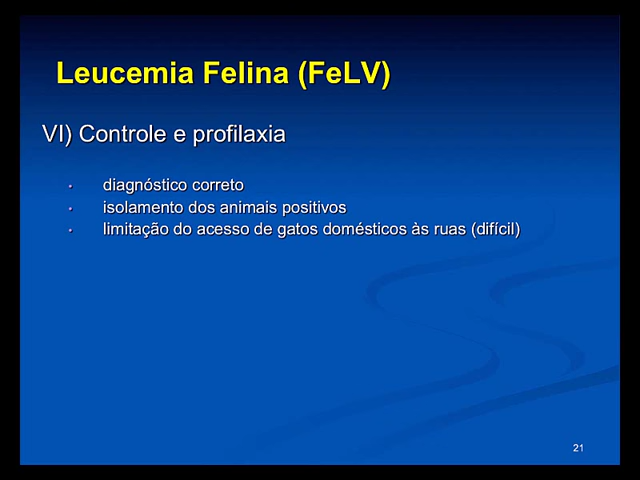 Leucemia Felina (FeLV)
VI) Controle e profilaxia
• diagnóstico correto
• isolamento dos animais positivos
• limitação do acesso de gatos domésticos às ruas (difícil)
21